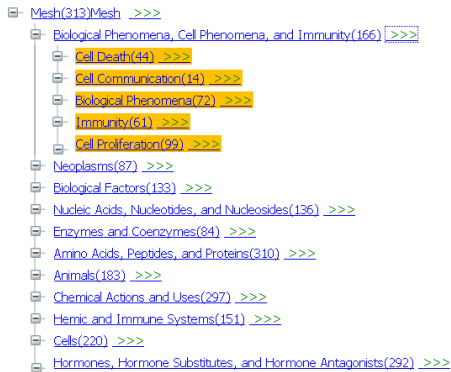 Mesh(313)Mesh >>>
Biological Phenomena, Cell Phenomena, and Immunity(166) >>>
Cell Death(44) >>>
Cell Communication(14) >>>
Biological Phenomena(72) >>>
Immunity(61) >>>
Cell Proliferation(99) >>>
Neoplasms(87) >>>
Biological Factors(133) >>>
Nucleic Acids, Nucleotides, and Nucleosides(136) >>>
Enzymes and Coenzymes(84) >>>
Amino Acids, Peptides, and Proteins(310) >>>
Animals(183) >>>
Chemical Actions and Uses(297) >>>
Hemic and Immune Systems(151) >>>
Cells(220) >>>
Hormones, Hormone Substitutes, and Hormone Antagonists(292) >>>